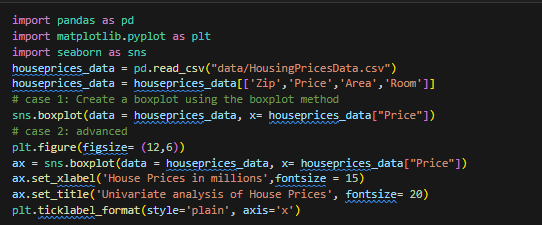 import pandas as pd
import matplotlib.pyplot as plt
import seaborn as sns
houseprices_data = pd.read_csv("data/HousingPricesData.csv")
houseprices_data = houseprices_data[['Zip','Price','Area','Room']]
# case 1: Create a boxplot using the boxplot method
sns.boxplot(data = houseprices_data, x= houseprices_data["Price"])
# case 2: advanced
plt.figure(figsize= (12,6))
ax = sns.boxplot(data = houseprices_data, x= houseprices_data["Price"])
ax.set_xlabel('House Prices in millions',fontsize = 15)
ax.set_title('Univariate analysis of House Prices', fontsize= 20)
plt.ticklabel_format(style='plain', axis='x')